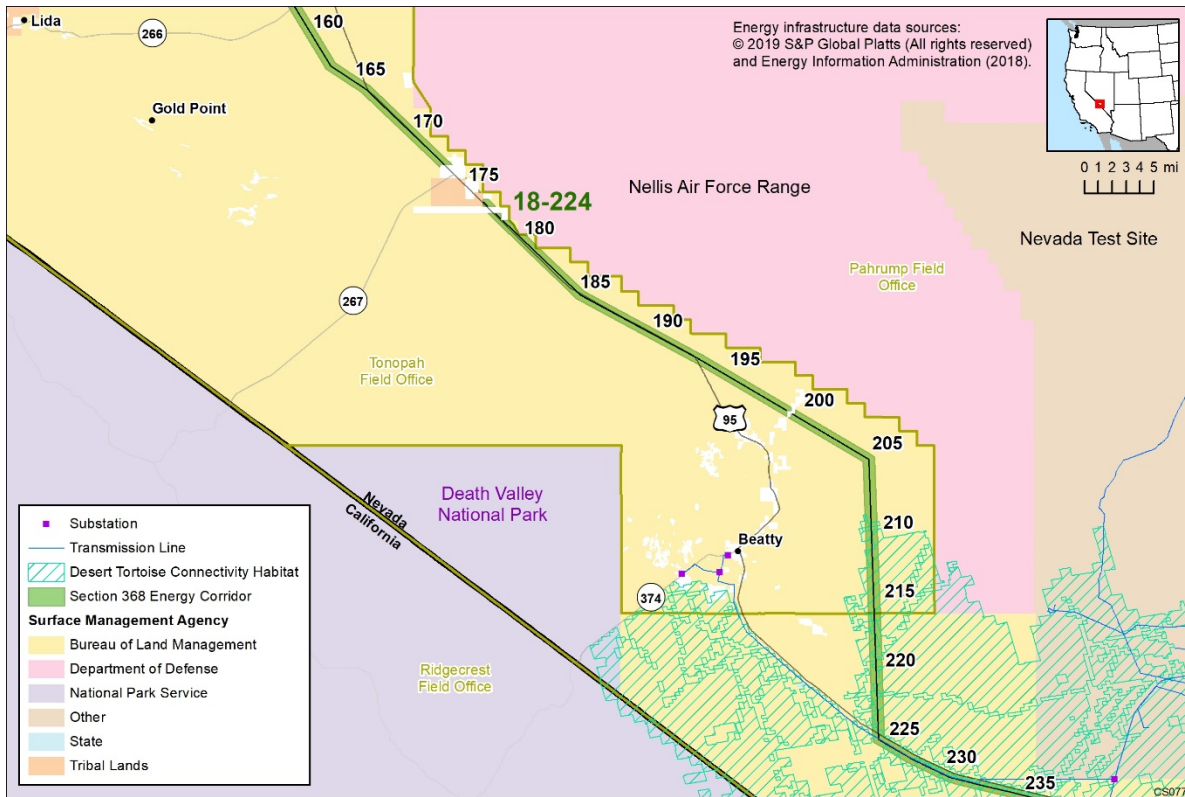 Lida
266
160
165
Gold Point
170
175
18-224
180
185
190
195
200
205
210
215
220
225
230
235
Energy infrastructure data sources:
© 2019 S&P Global Platts (All rights reserved)
and Energy Information Administration (2018).
0 1 2 3 4 5 mi
Nellis Air Force Range
Nevada Test Site
Pahrump Field
Office
267
Tonopah
Field Office
95
Nevada
California
Death Valley
National Park
Beatty
374
Ridgecrest
Field Office
Substation
Transmission Line
Desert Tortoise Connectivity Habitat
Section 368 Energy Corridor
Surface Management Agency
Bureau of Land Management
Department of Defense
National Park Service
Other
State
Tribal Lands
CS077